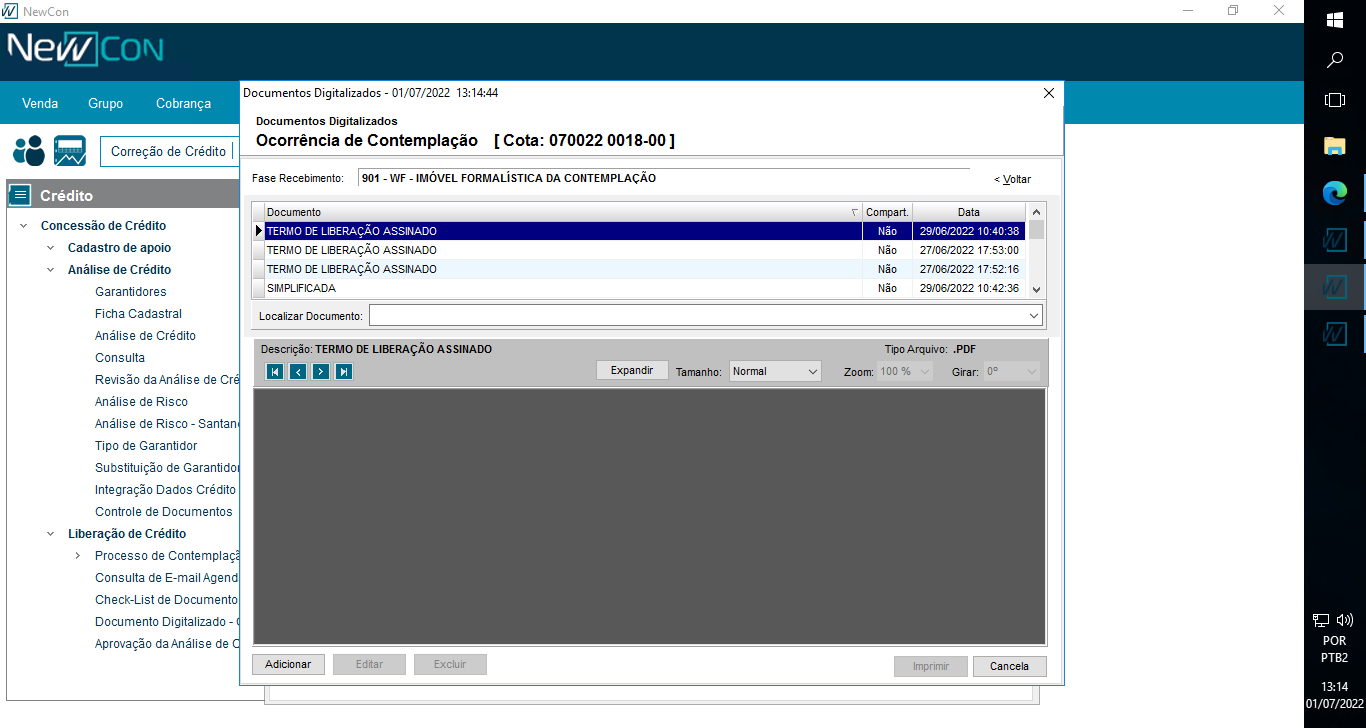 NewCon
NEWCON
Venda Grupo Cobrança
Correção de Crédito
Crédito
Concessão de Crédito
Cadastro de apoio
Análise de Crédito
Garantidores
Ficha Cadastral
Análise de Crédito
Consulta
Revisão da Análise de Cré
Análise de Risco
Análise de Risco - Santan
Tipo de Garantidor
Substituição de Garantidor
Integração Dados Crédito
Controle de Documentos
Liberação de Crédito
Processo de Contemplaçã
Consulta de E-mail Agend
Check-List de Documento
Documento Digitalizado -
Aprovação da Análise de C
Documentos Digitalizados - 01/07/2022 13:14:44
Documentos Digitalizados
Ocorrência de Contemplação [ Cota: 070022 0018-00 ]
Fase Recebimento: 901 - WF - IMÓVEL FORMALÍSTICA DA CONTEMPLAÇÃO < Voltar
Documento Compart. Data
TERMO DE LIBERAÇÃO ASSINADO Não 29/06/2022 10:40:38
TERMO DE LIBERAÇÃO ASSINADO Não 27/06/2022 17:53:00
TERMO DE LIBERAÇÃO ASSINADO Não 27/06/2022 17:52:16
SIMPLIFICADA Não 29/06/2022 10:42:36
Localizar Documento:
Descrição: TERMO DE LIBERAÇÃO ASSINADO Tipo Arquivo: .PDF
Expandir Tamanho: Normal Zoom: 100 % Girar: 0º
Adicionar Editar Excluir Imprimir Cancela
POR
PTB2
13:14
01/07/2022